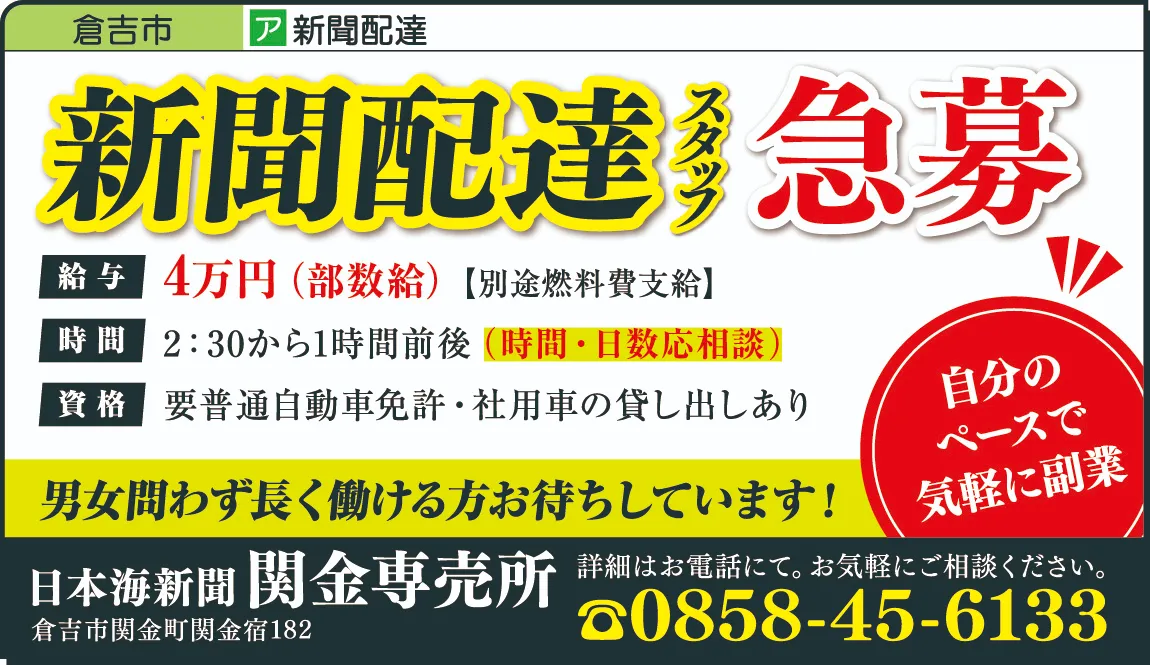 倉吉市
ア 新聞配達
新聞配達スタッフ 急募
給与 4万円(部数給)【別途燃料費支給】
時間 2:30から1時間前後(時間・日数応相談)
資格 要普通自動車免許・社用車の貸し出しあり
自分の
ペースで
気軽に副業
男女問わず長く働ける方お待ちしています!
日本海新聞 関金専売所
倉吉市関金町関金宿182
詳細はお電話にて。お気軽にご相談ください。
☎0858-45-6133